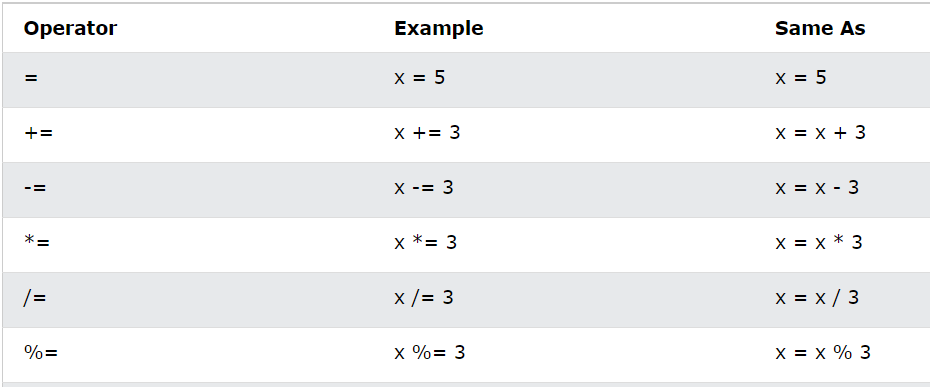 Operator Example Same As
= x = 5 x = 5
+= x += 3 x = x + 3
-= x -= 3 x = x - 3
*= x *= 3 x = x * 3
/= x /= 3 x = x / 3
%= x %= 3 x = x % 3